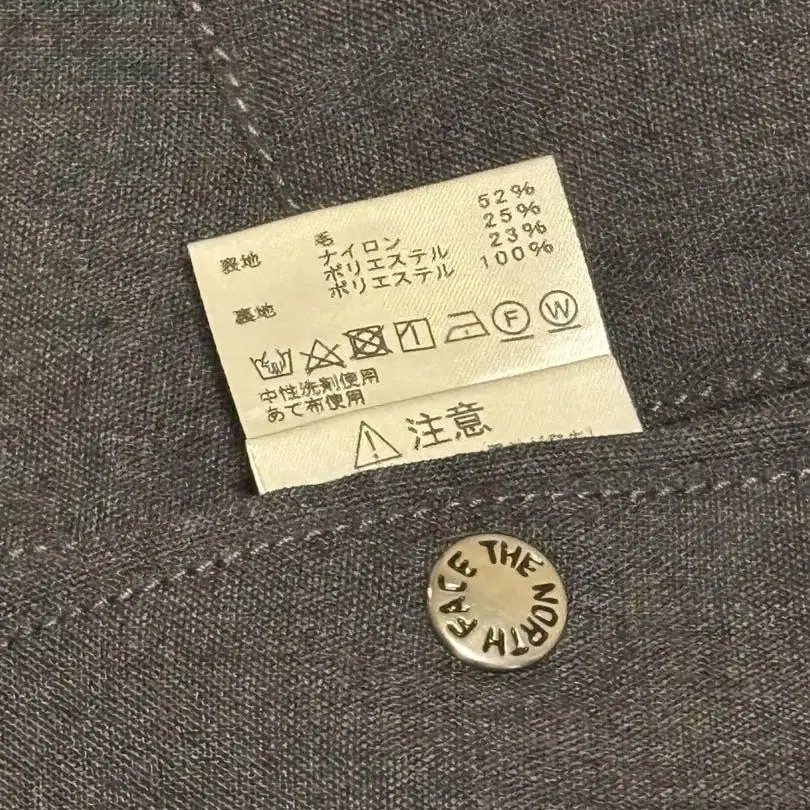 表地 毛 52%
ナイロン 25%
ポリエステル 23%
裏地 ポリエステル 100%
F W
中性洗剤使用
あて布使用
注意
THE NORTH FACE